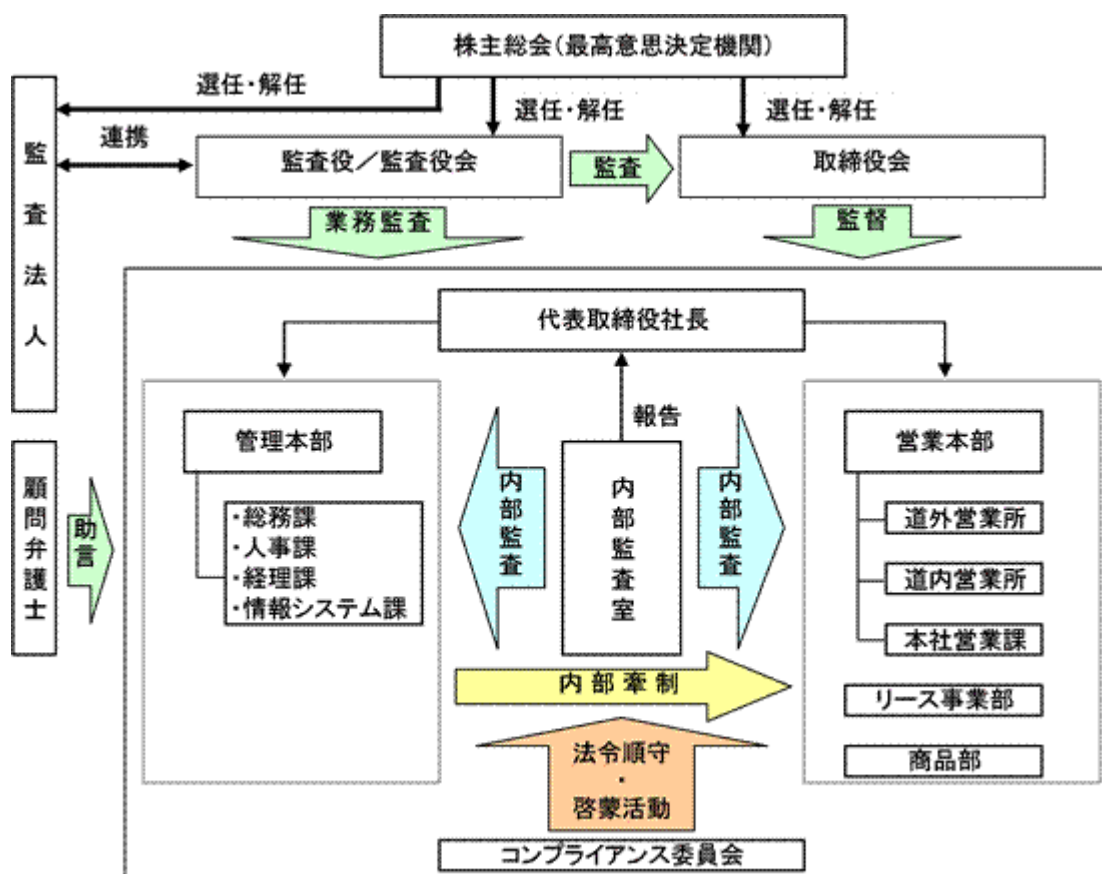 株主総会(最高意思決定機関)
選任・解任
選任・解任
選任・解任
連携
監査法人
監査役/監査役会
監査
取締役会
業務監査
監督
代表取締役社長
報告
管理本部
・総務課
・人事課
・経理課
・情報システム課
内部監査
内部監査室
内部監査
営業本部
道外営業所
道内営業所
本社営業課
リース事業部
商品部
顧問弁護士
助言
内部牽制
法令順守
・
啓蒙活動
コンプライアンス委員会